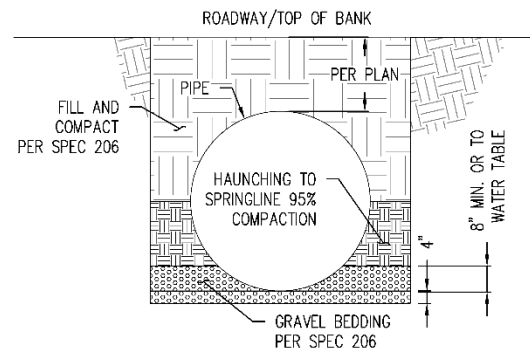 ROADWAY/TOP OF BANK
PER PLAN
PIPE
FILL AND
COMPACT
PER SPEC 206
HAUNCHING TO
SPRINGLINE 95%
COMPACTION
4"
8" MIN. OR TO
WATER TABLE
GRAVEL BEDDING
PER SPEC 206